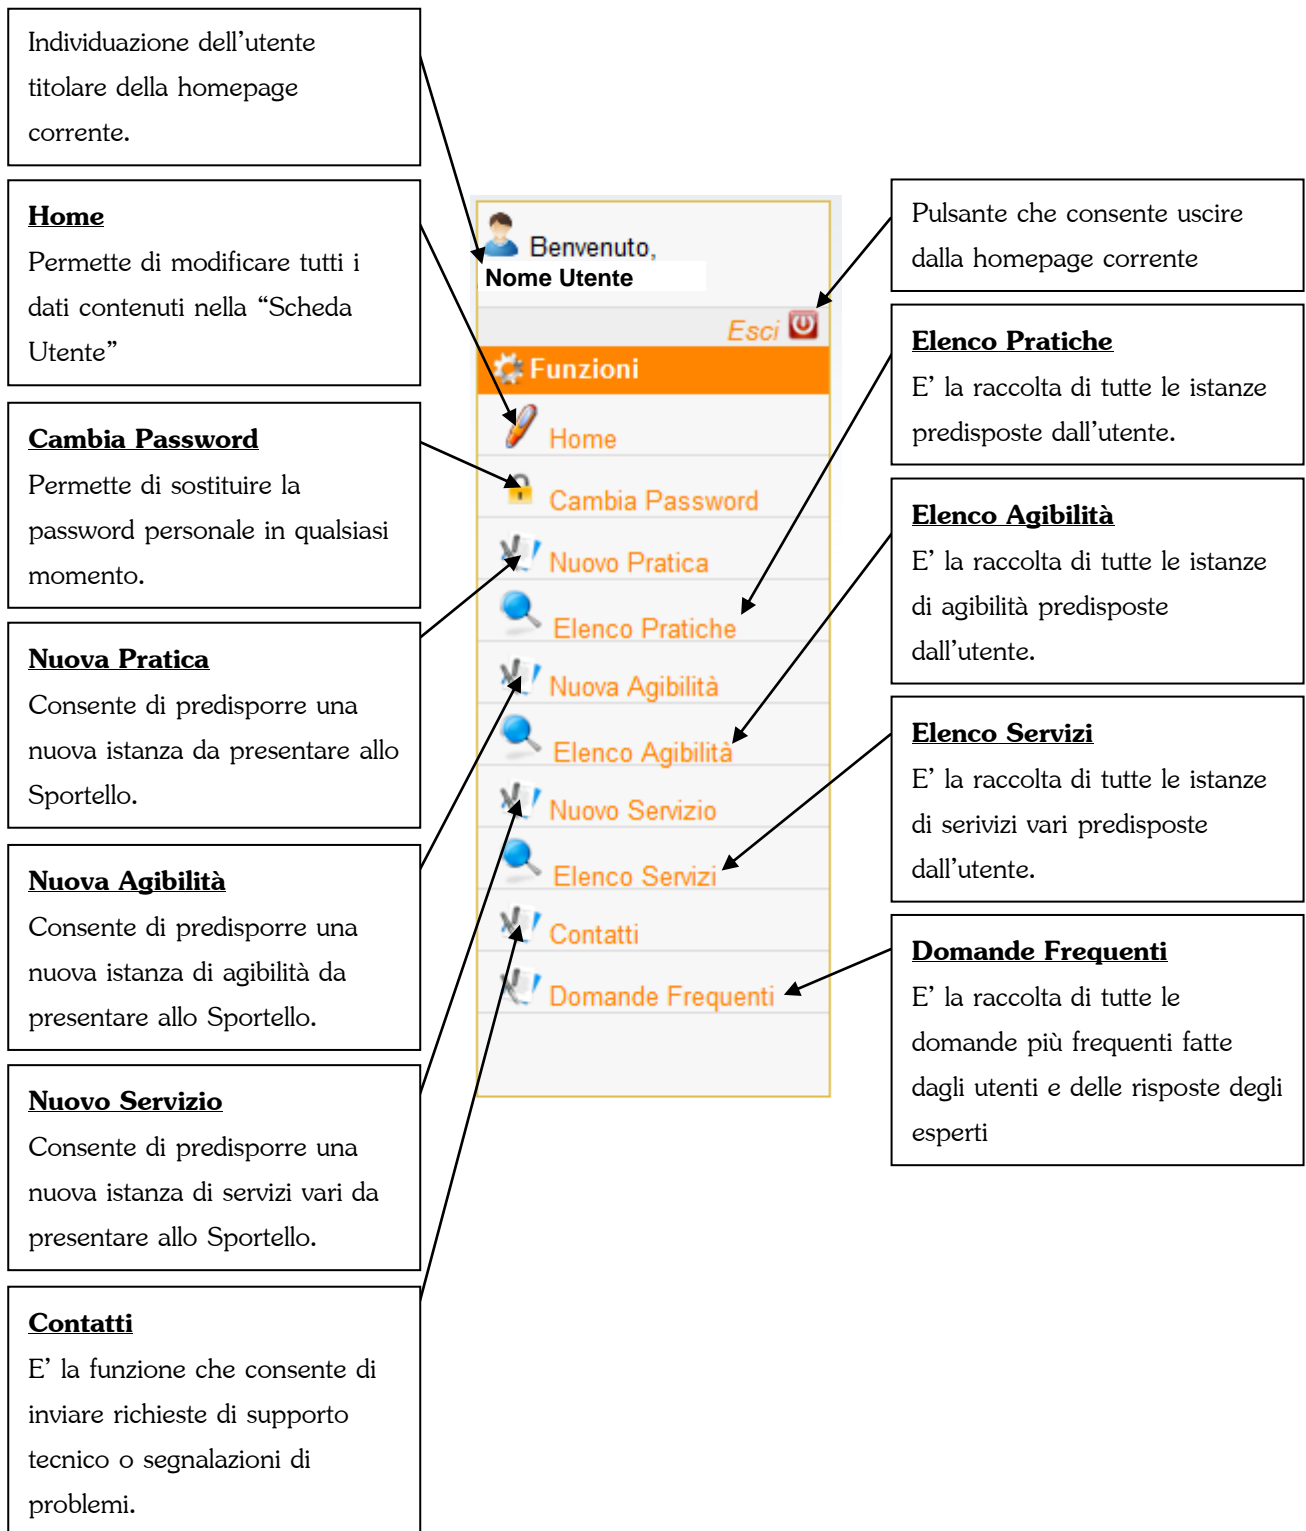 Individuazione dell’utente
titolare della homepage
corrente.
Home
Permette di modificare tutti i
dati contenuti nella “Scheda
Utente”
Cambia Password
Permette di sostituire la
password personale in qualsiasi
momento.
Nuova Pratica
Consente di predisporre una
nuova istanza da presentare allo
Sportello.
Nuova Agibilità
Consente di predisporre una
nuova istanza di agibilità da
presentare allo Sportello.
Nuovo Servizio
Consente di predisporre una
nuova istanza di servizi vari da
presentare allo Sportello.
Contatti
E’ la funzione che consente di
inviare richieste di supporto
tecnico o segnalazioni di
problemi.
Benvenuto,
Nome Utente
Esci
Funzioni
Home
Cambia Password
Nuovo Pratica
Elenco Pratiche
Nuova Agibilità
Elenco Agibilità
Nuovo Servizio
Elenco Servizi
Contatti
Domande Frequenti
Pulsante che consente uscire
dalla homepage corrente
Elenco Pratiche
E’ la raccolta di tutte le istanze
predisposte dall’utente.
Elenco Agibilità
E’ la raccolta di tutte le istanze
di agibilità predisposte
dall’utente.
Elenco Servizi
E’ la raccolta di tutte le istanze
di serivizi vari predisposte
dall’utente.
Domande Frequenti
E’ la raccolta di tutte le
domande più frequenti fatte
dagli utenti e delle risposte degli
esperti